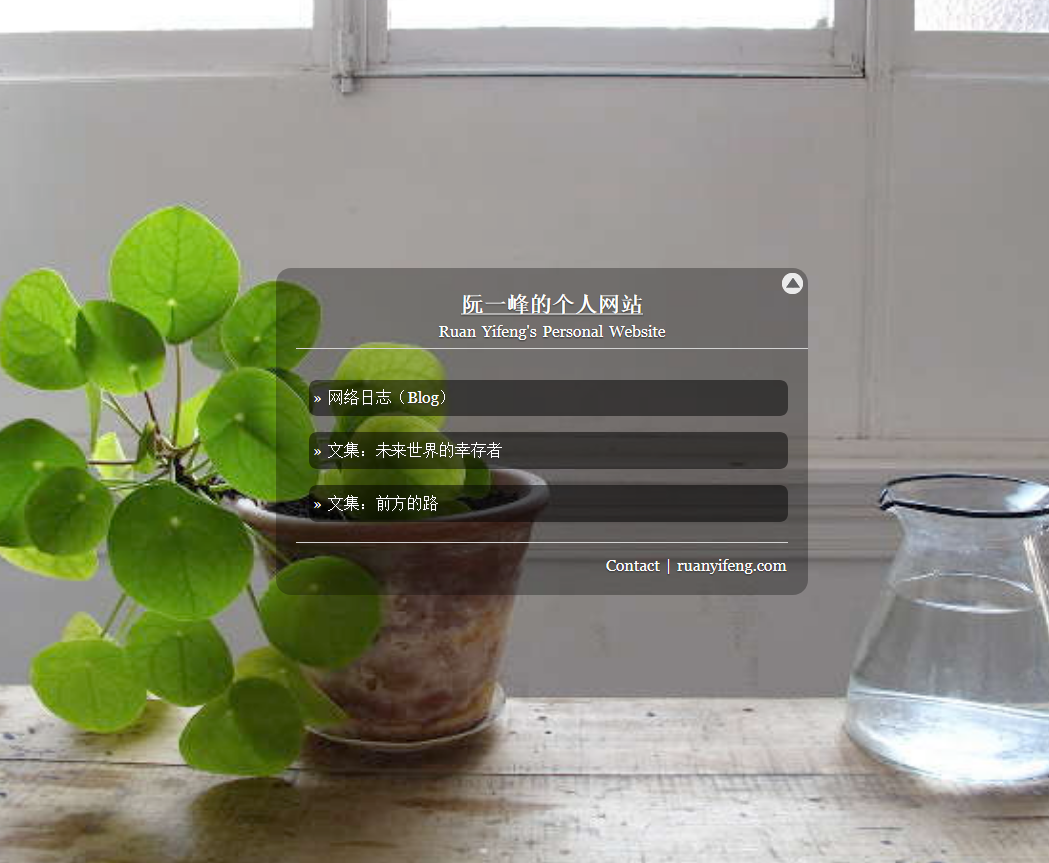 阮一峰的个人网站
Ruan Yifeng's Personal Website
» 网络日志（Blog）
» 文集：未来世界的幸存者
» 文集：前方的路
Contact | ruanyifeng.com